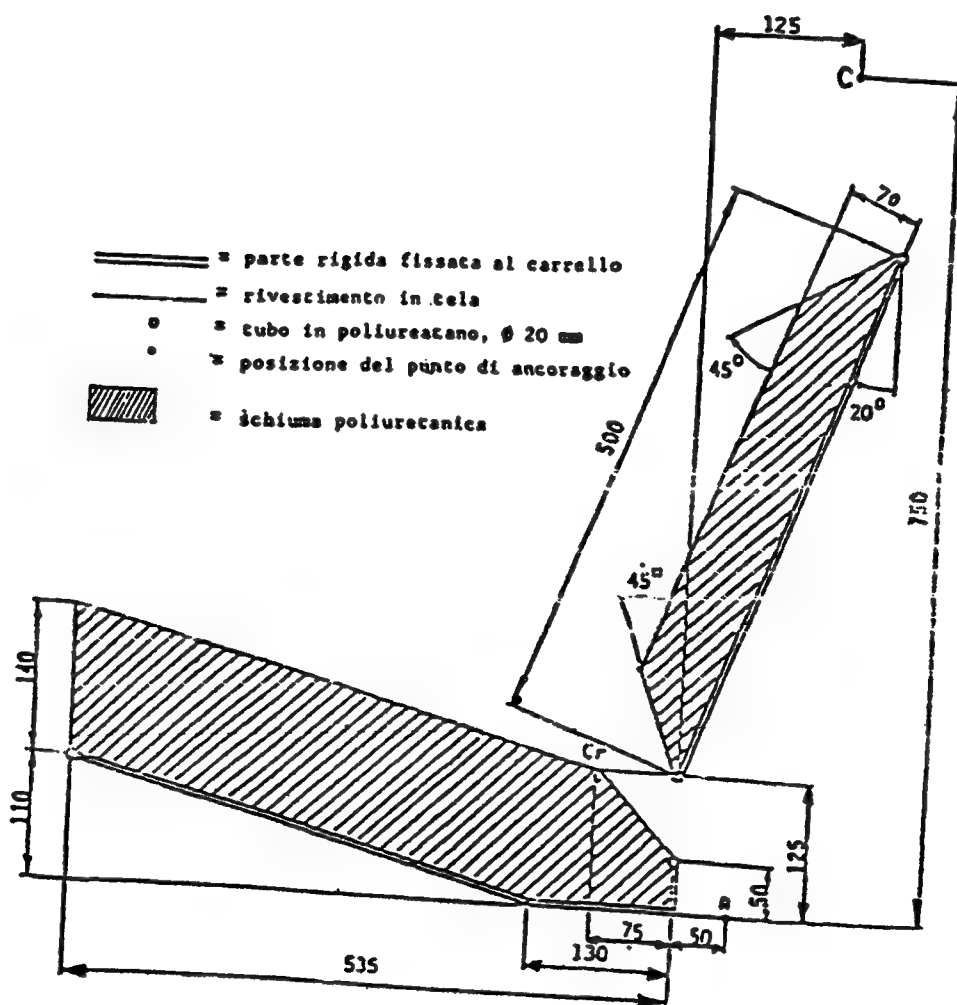 125
C
70
= parte rigida fissata al carrello
= rivestimento in tela
= tubo in poliureatano, ø 20 mm
= posizione del punto di ancoraggio
= schiuma poliuretanica
45°
20°
500
750
45°
140
Cr
110
125
50
75
50
130
535